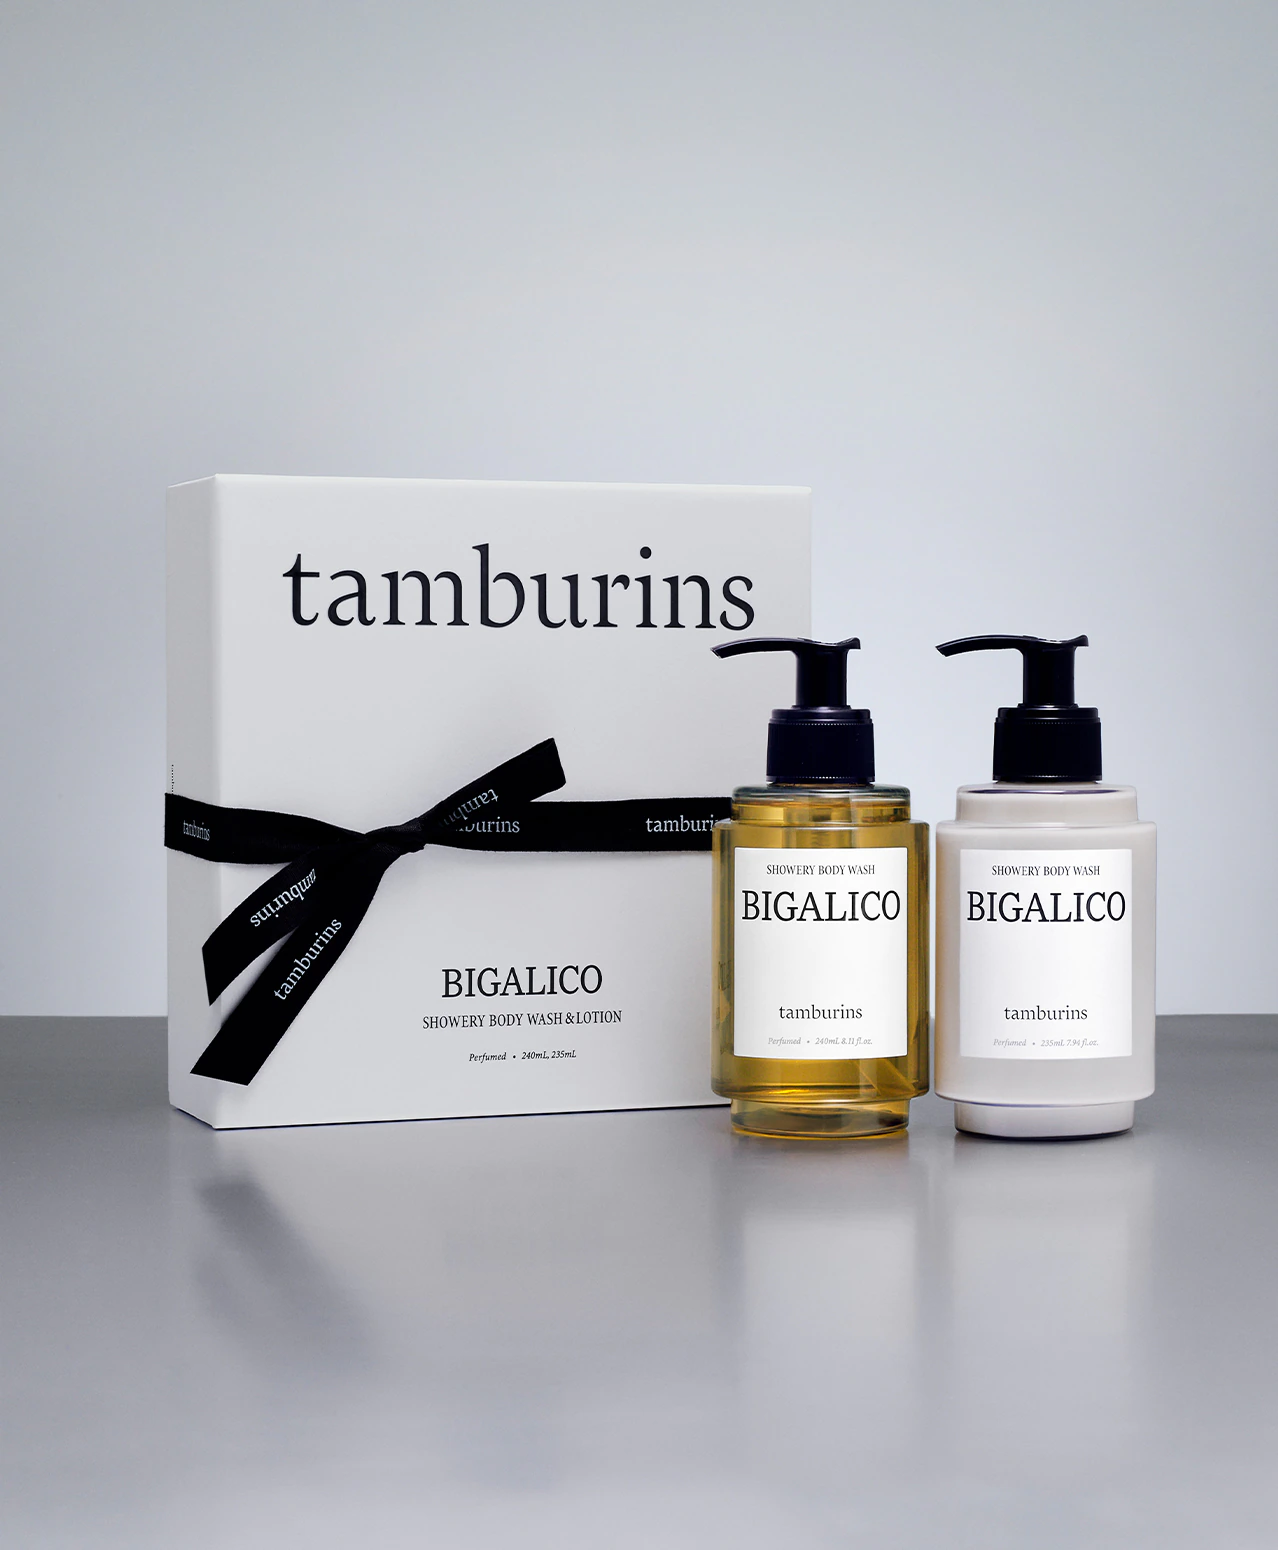 tamburins
tamburins
tamburins
tamburins
tamburins
BIGALICO
SHOWERY BODY WASH & LOTION
Perfumed • 240mL, 235mL
SHOWERY BODY WASH
BIGALICO
tamburins
Perfumed • 240mL 8.11 fl.oz.
SHOWERY BODY WASH
BIGALICO
tamburins
Perfumed • 235mL 7.94 fl.oz.